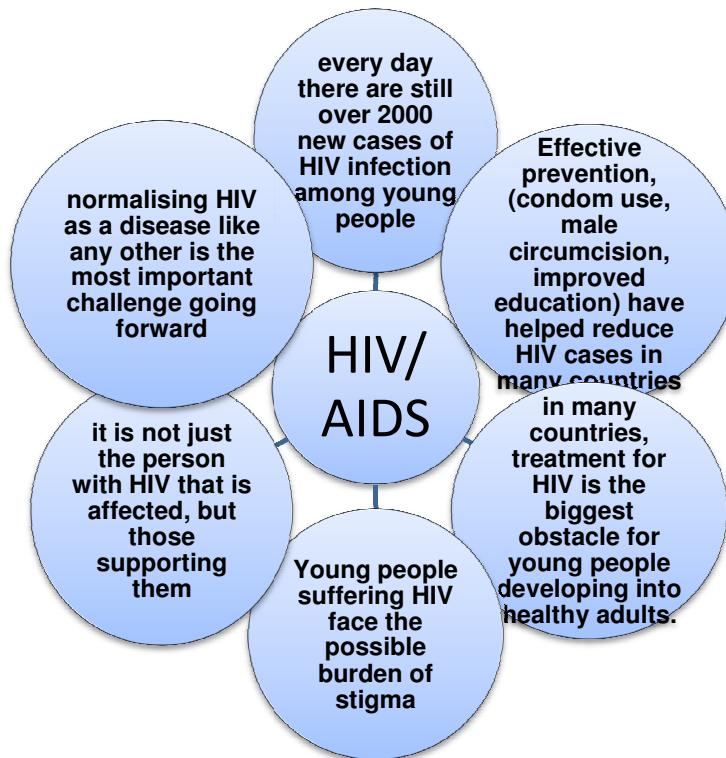 every day
there are still
over 2000
new cases of
HIV infection
among young
people
Effective
prevention,
(condom use,
male
circumcision,
improved
education) have
helped reduce
HIV cases in
many countries
in many
countries,
treatment for
HIV is the
biggest
obstacle for
young people
developing into
healthy adults.
Young people
suffering HIV
face the
possible
burden of
stigma
it is not just
the person
with HIV that is
affected, but
those
supporting
them
normalising HIV
as a disease like
any other is the
most important
challenge going
forward
HIV/
AIDS